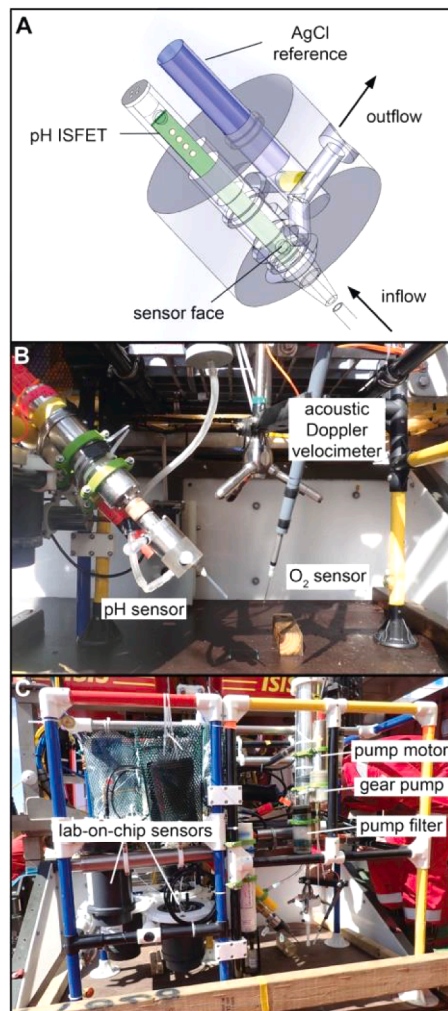 A
AgCl
reference
pH ISFET
outflow
sensor face
inflow
B
acoustic
Doppler
velocimeter
O₂ sensor
pH sensor
C
ISIS
ISIS
pump motor
gear pump
lab-on-chip sensors
pump filter